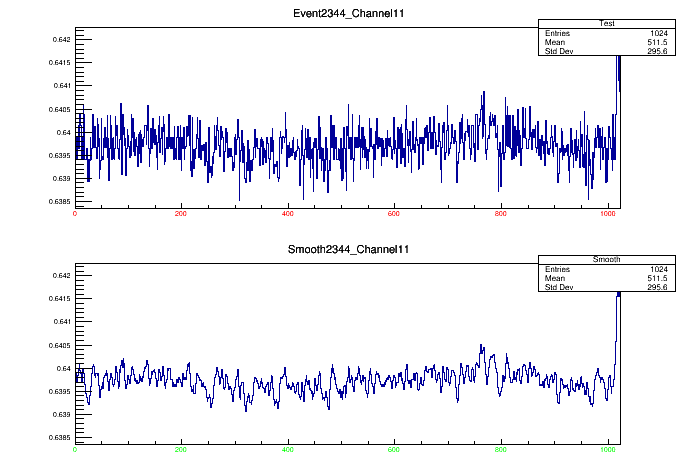 Event2344_Channel11
Test
Entries 1024
Mean 511.5
Std Dev 295.6
0.642
0.6415
0.641
0.6405
0.64
0.6395
0.639
0.6385
0 200 400 600 800 1000
Smooth2344_Channel11
Smooth
Entries 1024
Mean 511.5
Std Dev 295.6
0.642
0.6415
0.641
0.6405
0.64
0.6395
0.639
0.6385
0 200 400 600 800 1000